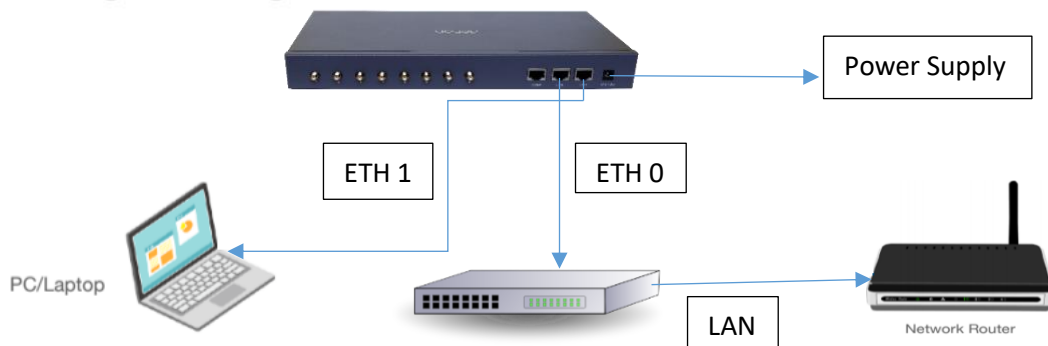 Power Supply
ETH 1
ETH 0
PC/Laptop
LAN
Network Router